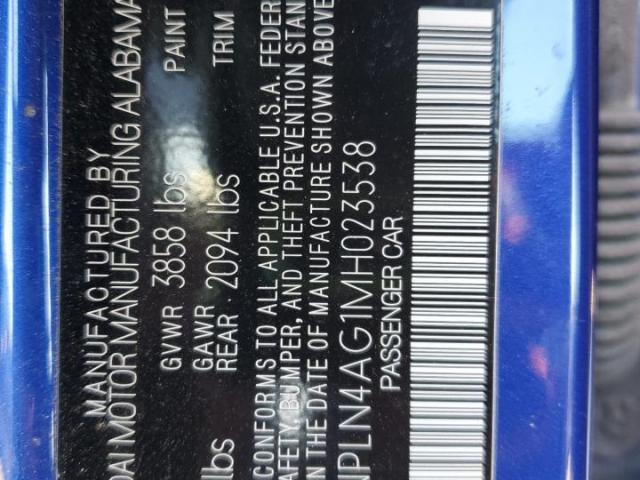 MANUFACTURED BY
DAI MOTOR MANUFACTURING ALABAMA
GVWR 3858 lbs PAINT
GAWR
REAR 2094 lbs TRIM
lbs
CONFORMS TO ALL APPLICABLE U.S.A. FEDER
AFETY, BUMPER, AND THEFT PREVENTION STAN
N THE DATE OF MANUFACTURE SHOWN ABOVE
NPLN4AG1MH023538
PASSENGER CAR